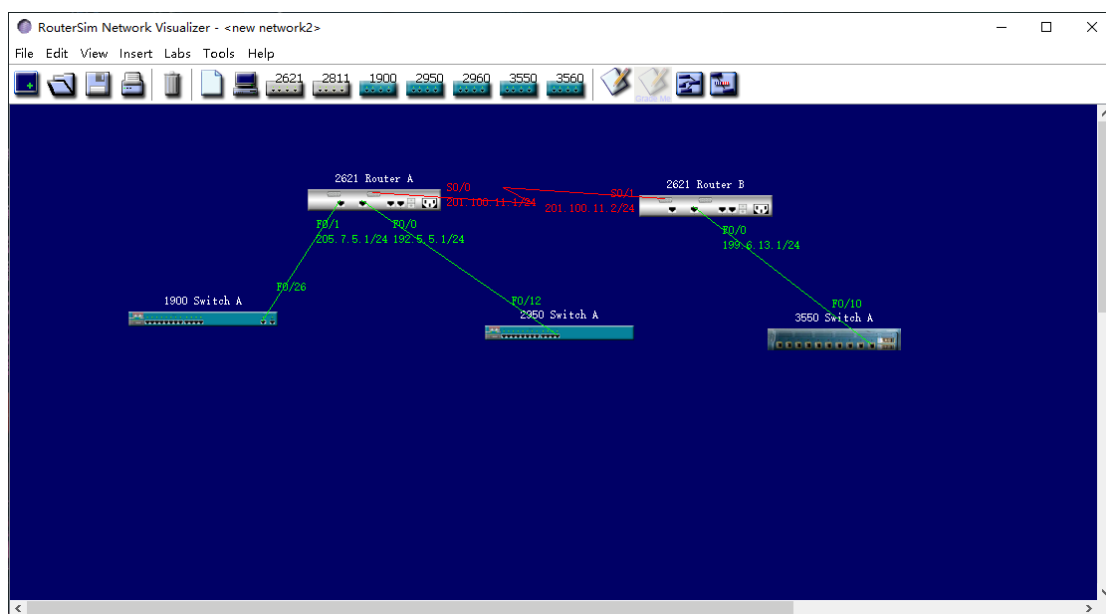 RouterSim Network Visualizer - <new network2>
File Edit View Insert Labs Tools Help
2621 2811 1900 2950 2960 3550 3560
Grade Me
2621 Router A
2621 Router B
S0/0
S0/1
201.100.11.1/24
201.100.11.2/24
F0/1
F0/0
F0/0
205.7.5.1/24 192.5.5.1/24
199.6.13.1/24
F0/26
1900 Switch A
F0/12
2950 Switch A
F0/10
3550 Switch A